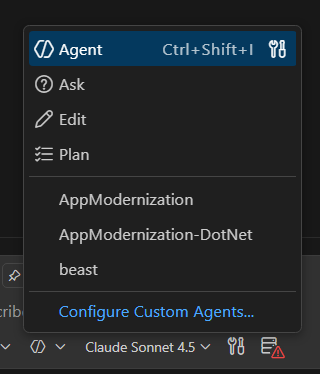 Agent Ctrl+Shift+I
Ask
Edit
Plan
AppModernization
AppModernization-DotNet
beast
Configure Custom Agents...
Claude Sonnet 4.5